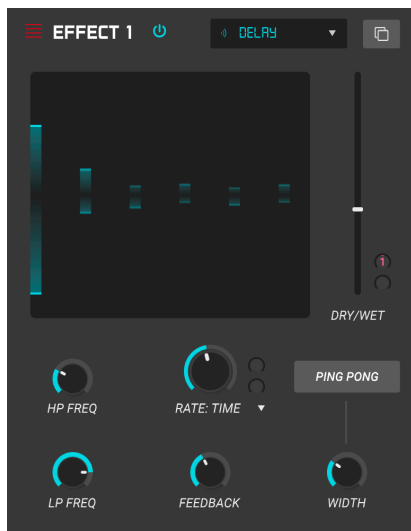 EFFECT 1
DELAY
1
DRY/WET
HP FREQ
RATE: TIME
PING PONG
LP FREQ
FEEDBACK
WIDTH